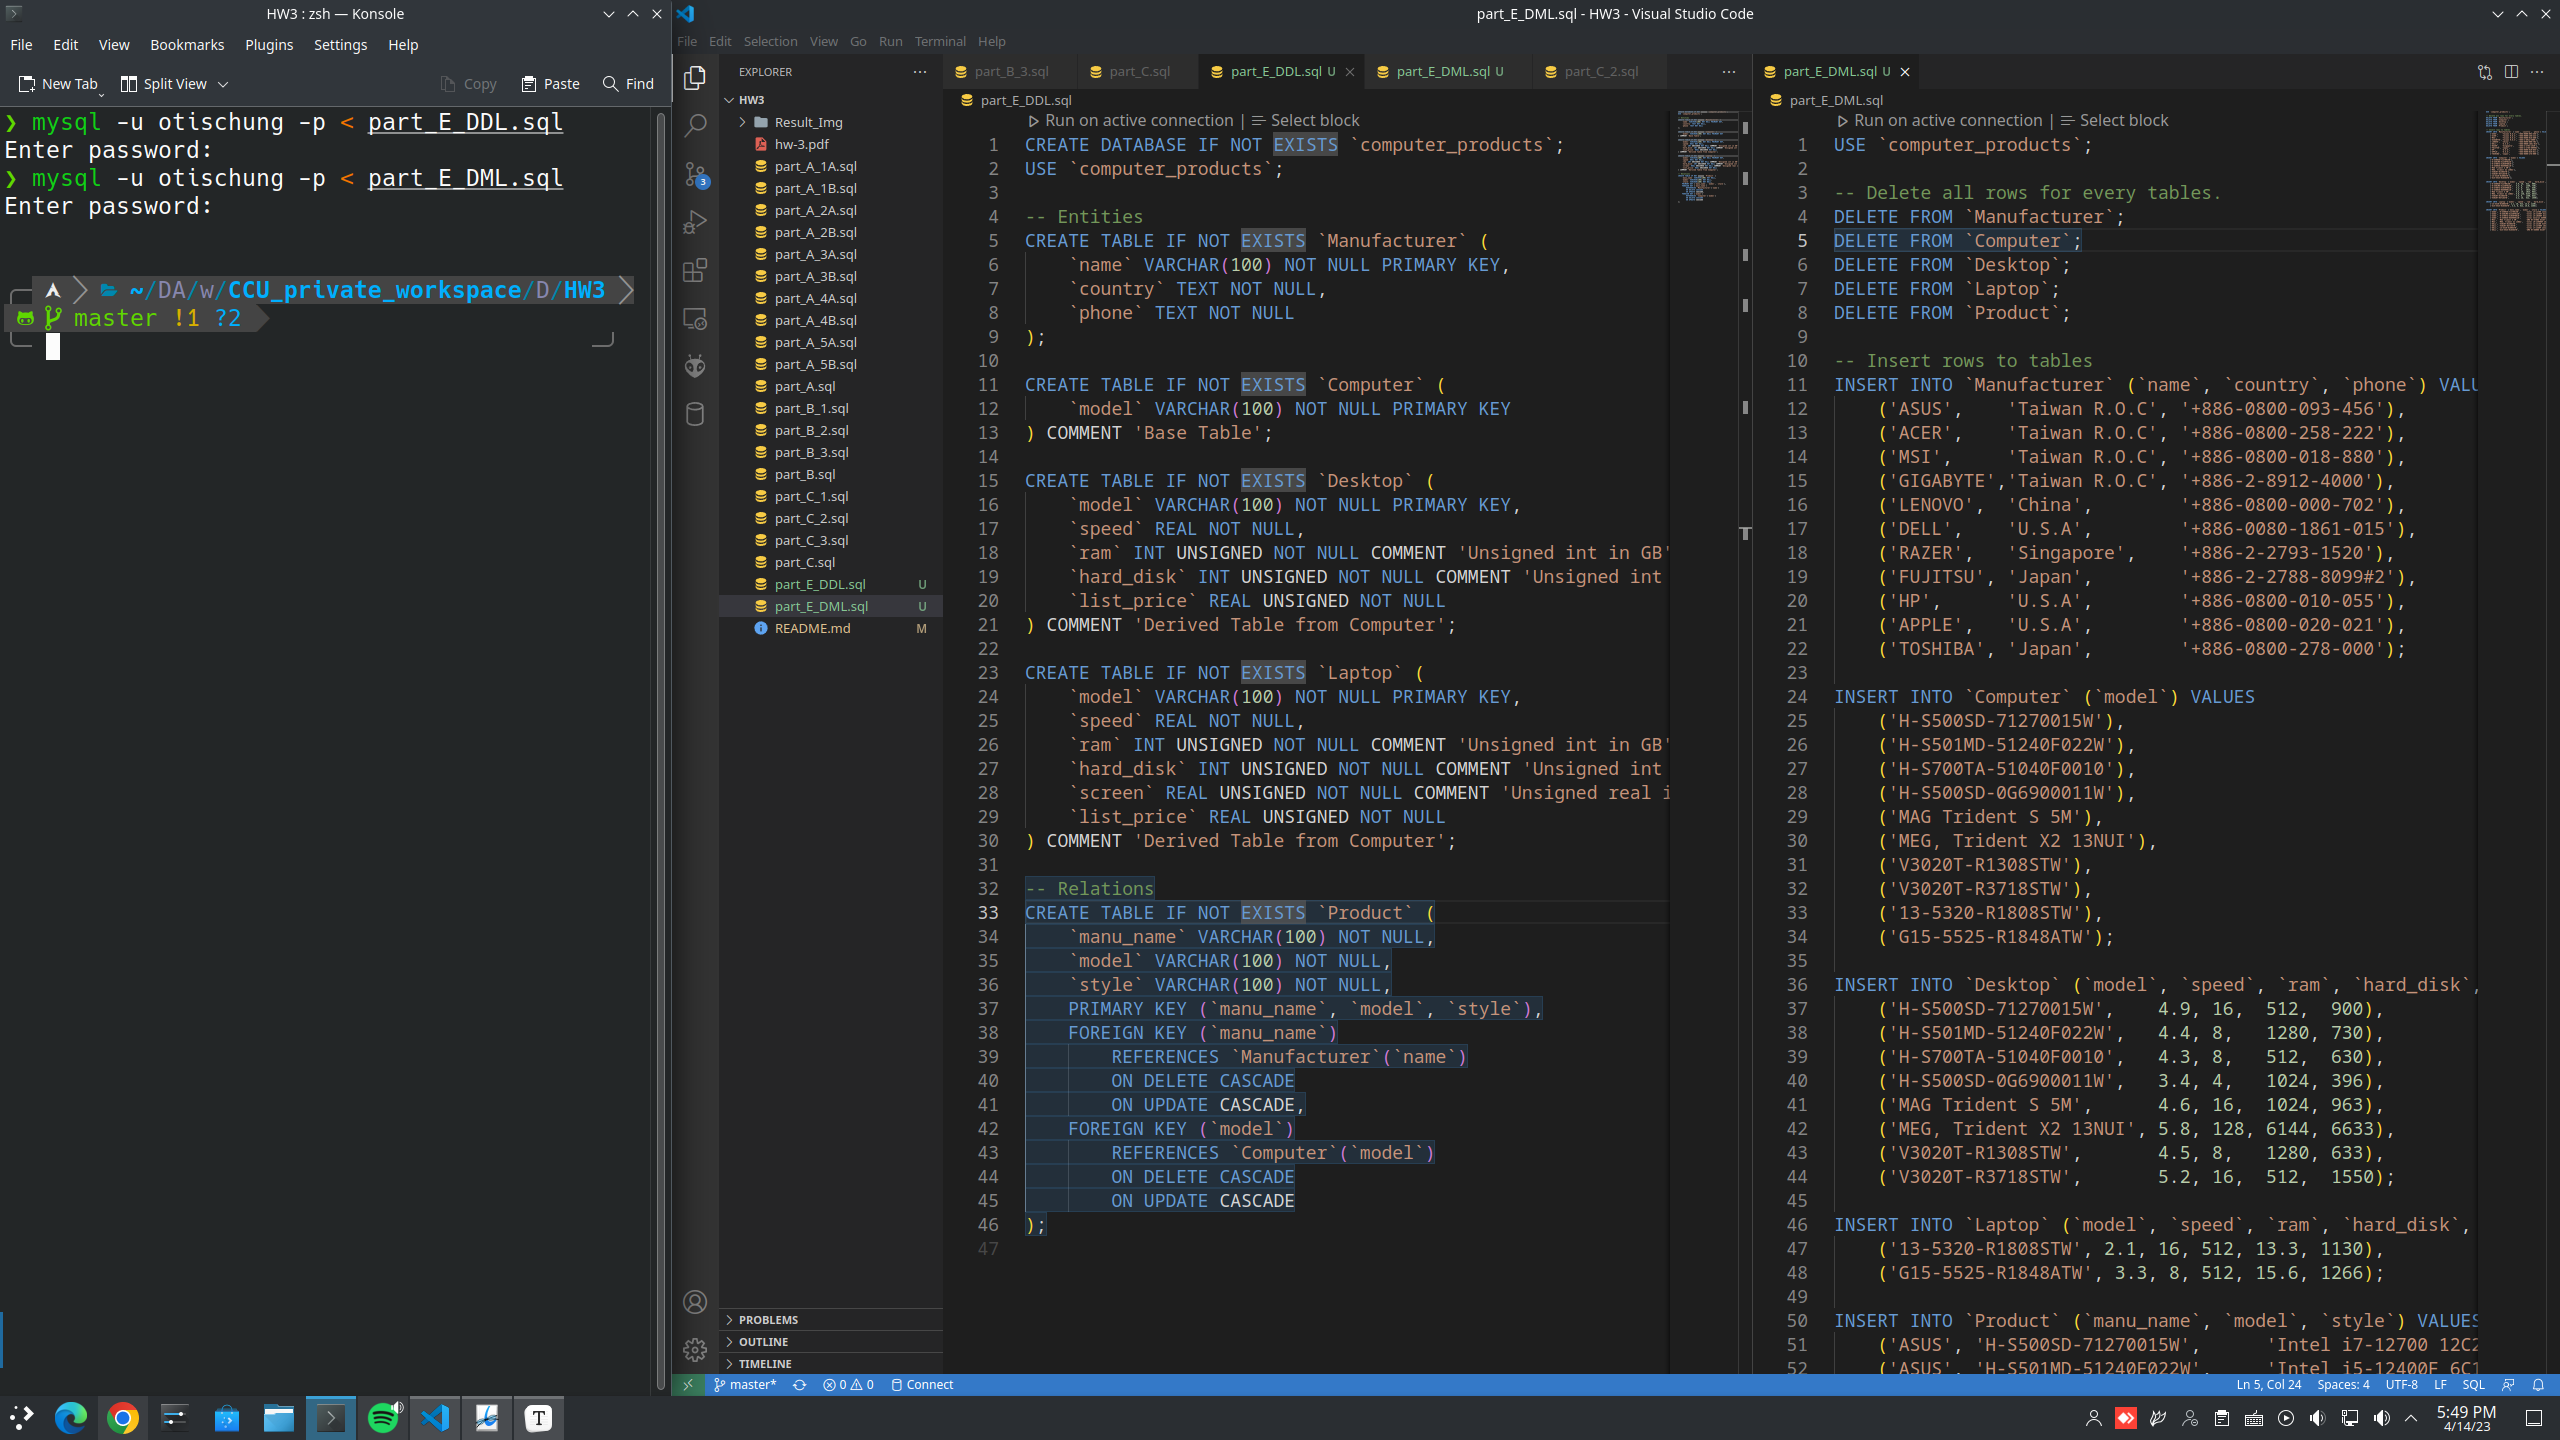 HW3 : zsh — Konsole
File Edit View Bookmarks Plugins Settings Help
New Tab Split View Copy Paste Find
❯ mysql -u otischung -p < part_E_DDL.sql
Enter password:
❯ mysql -u otischung -p < part_E_DML.sql
Enter password:
~/DA/w/CCU_private_workspace/D/HW3
master !1 ?2
part_E_DML.sql - HW3 - Visual Studio Code
File Edit Selection View Go Run Terminal Help
EXPLORER
HW3
Result_Img
hw-3.pdf
part_A_1A.sql
part_A_1B.sql
part_A_2A.sql
part_A_2B.sql
part_A_3A.sql
part_A_3B.sql
part_A_4A.sql
part_A_4B.sql
part_A_5A.sql
part_A_5B.sql
part_A.sql
part_B_1.sql
part_B_2.sql
part_B_3.sql
part_B.sql
part_C_1.sql
part_C_2.sql
part_C_3.sql
part_C.sql
part_E_DDL.sql U
part_E_DML.sql U
README.md M
PROBLEMS
OUTLINE
TIMELINE
3
part_B_3.sql part_C.sql part_E_DDL.sql U part_E_DML.sql U part_C_2.sql
part_E_DDL.sql
Run on active connection | Select block
1 CREATE DATABASE IF NOT EXISTS `computer_products`;
2 USE `computer_products`;
3
4 -- Entities
5 CREATE TABLE IF NOT EXISTS `Manufacturer` (
6 `name` VARCHAR(100) NOT NULL PRIMARY KEY,
7 `country` TEXT NOT NULL,
8 `phone` TEXT NOT NULL
9 );
10
11 CREATE TABLE IF NOT EXISTS `Computer` (
12 `model` VARCHAR(100) NOT NULL PRIMARY KEY
13 ) COMMENT 'Base Table';
14
15 CREATE TABLE IF NOT EXISTS `Desktop` (
16 `model` VARCHAR(100) NOT NULL PRIMARY KEY,
17 `speed` REAL NOT NULL,
18 `ram` INT UNSIGNED NOT NULL COMMENT 'Unsigned int in GB'
19 `hard_disk` INT UNSIGNED NOT NULL COMMENT 'Unsigned int
20 `list_price` REAL UNSIGNED NOT NULL
21 ) COMMENT 'Derived Table from Computer';
22
23 CREATE TABLE IF NOT EXISTS `Laptop` (
24 `model` VARCHAR(100) NOT NULL PRIMARY KEY,
25 `speed` REAL NOT NULL,
26 `ram` INT UNSIGNED NOT NULL COMMENT 'Unsigned int in GB'
27 `hard_disk` INT UNSIGNED NOT NULL COMMENT 'Unsigned int
28 `screen` REAL UNSIGNED NOT NULL COMMENT 'Unsigned real i
29 `list_price` REAL UNSIGNED NOT NULL
30 ) COMMENT 'Derived Table from Computer';
31
32 -- Relations
33 CREATE TABLE IF NOT EXISTS `Product` (
34 `manu_name` VARCHAR(100) NOT NULL,
35 `model` VARCHAR(100) NOT NULL,
36 `style` VARCHAR(100) NOT NULL,
37 PRIMARY KEY (`manu_name`, `model`, `style`),
38 FOREIGN KEY (`manu_name`)
39 REFERENCES `Manufacturer`(`name`)
40 ON DELETE CASCADE
41 ON UPDATE CASCADE,
42 FOREIGN KEY (`model`)
43 REFERENCES `Computer`(`model`)
44 ON DELETE CASCADE
45 ON UPDATE CASCADE
46 );
47
part_E_DML.sql U
part_E_DML.sql
Run on active connection | Select block
1 USE `computer_products`;
2
3 -- Delete all rows for every tables.
4 DELETE FROM `Manufacturer`;
5 DELETE FROM `Computer`;
6 DELETE FROM `Desktop`;
7 DELETE FROM `Laptop`;
8 DELETE FROM `Product`;
9
10 -- Insert rows to tables
11 INSERT INTO `Manufacturer` (`name`, `country`, `phone`) VALU
12 ('ASUS', 'Taiwan R.O.C', '+886-0800-093-456'),
13 ('ACER', 'Taiwan R.O.C', '+886-0800-258-222'),
14 ('MSI', 'Taiwan R.O.C', '+886-0800-018-880'),
15 ('GIGABYTE','Taiwan R.O.C', '+886-2-8912-4000'),
16 ('LENOVO', 'China', '+886-0800-000-702'),
17 ('DELL', 'U.S.A', '+886-0080-1861-015'),
18 ('RAZER', 'Singapore', '+886-2-2793-1520'),
19 ('FUJITSU', 'Japan', '+886-2-2788-8099#2'),
20 ('HP', 'U.S.A', '+886-0800-010-055'),
21 ('APPLE', 'U.S.A', '+886-0800-020-021'),
22 ('TOSHIBA', 'Japan', '+886-0800-278-000');
23
24 INSERT INTO `Computer` (`model`) VALUES
25 ('H-S500SD-71270015W'),
26 ('H-S501MD-51240F022W'),
27 ('H-S700TA-51040F0010'),
28 ('H-S500SD-0G6900011W'),
29 ('MAG Trident S 5M'),
30 ('MEG, Trident X2 13NUI'),
31 ('V3020T-R1308STW'),
32 ('V3020T-R3718STW'),
33 ('13-5320-R1808STW'),
34 ('G15-5525-R1848ATW');
35
36 INSERT INTO `Desktop` (`model`, `speed`, `ram`, `hard_disk`,
37 ('H-S500SD-71270015W', 4.9, 16, 512, 900),
38 ('H-S501MD-51240F022W', 4.4, 8, 1280, 730),
39 ('H-S700TA-51040F0010', 4.3, 8, 512, 630),
40 ('H-S500SD-0G6900011W', 3.4, 4, 1024, 396),
41 ('MAG Trident S 5M', 4.6, 16, 1024, 963),
42 ('MEG, Trident X2 13NUI', 5.8, 128, 6144, 6633),
43 ('V3020T-R1308STW', 4.5, 8, 1280, 633),
44 ('V3020T-R3718STW', 5.2, 16, 512, 1550);
45
46 INSERT INTO `Laptop` (`model`, `speed`, `ram`, `hard_disk`,
47 ('13-5320-R1808STW', 2.1, 16, 512, 13.3, 1130),
48 ('G15-5525-R1848ATW', 3.3, 8, 512, 15.6, 1266);
49
50 INSERT INTO `Product` (`manu_name`, `model`, `style`) VALUES
51 ('ASUS', 'H-S500SD-71270015W', 'Intel i7-12700 12C2
52 ('ASUS', 'H-S501MD-51240F022W', 'Intel i5-12400F 6C1
master* 0 0 Connect
Ln 5, Col 24 Spaces: 4 UTF-8 LF SQL
T
5:49 PM
4/14/23